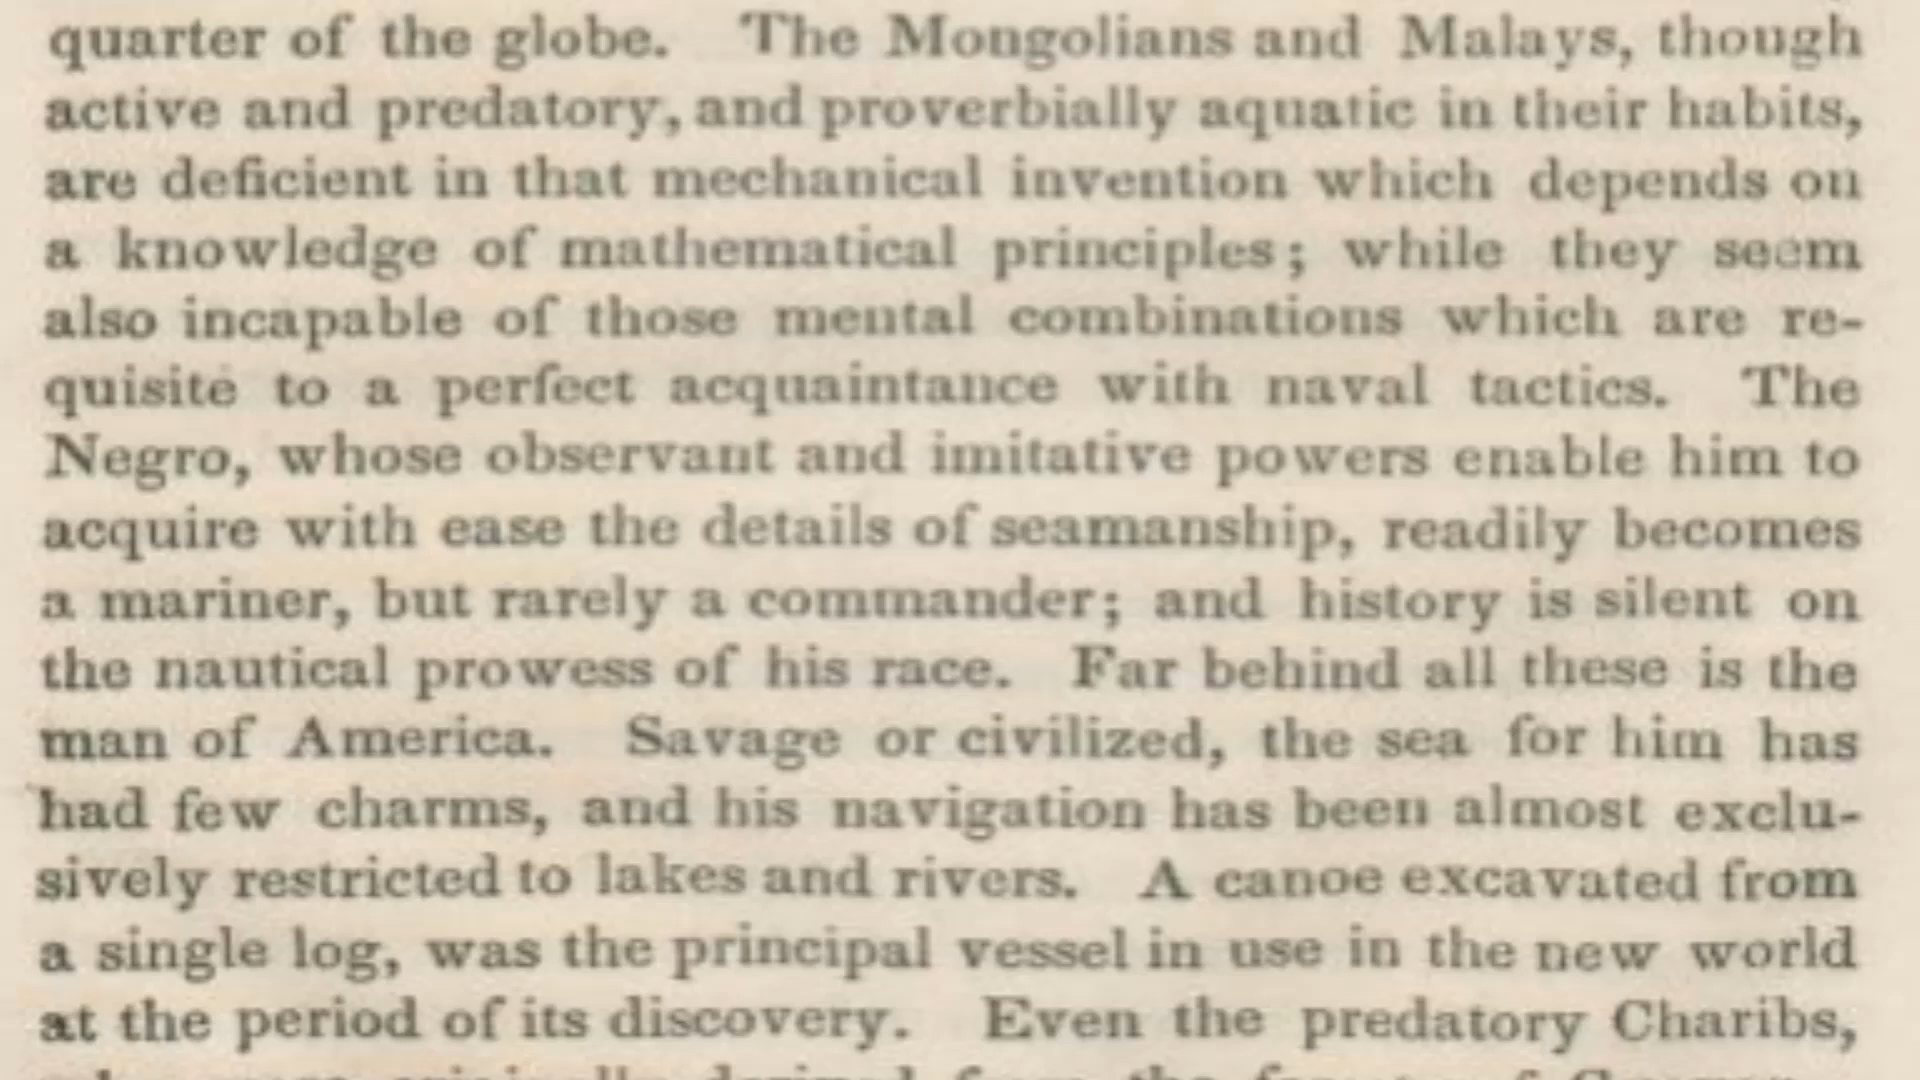 quarter of the globe. The Mongolians and Malays, though
active and predatory, and proverbially aquatic in their habits,
are deficient in that mechanical invention which depends on
a knowledge of mathematical principles; while they seem
also incapable of those mental combinations which are re-
quisite to a perfect acquaintance with naval tactics. The
Negro, whose observant and imitative powers enable him to
acquire with ease the details of seamanship, readily becomes
a mariner, but rarely a commander; and history is silent on
the nautical prowess of his race. Far behind all these is the
man of America. Savage or civilized, the sea for him has
had few charms, and his navigation has been almost exclu-
sively restricted to lakes and rivers. A canoe excavated from
a single log, was the principal vessel in use in the new world
at the period of its discovery. Even the predatory Charibs,
originally derived from the